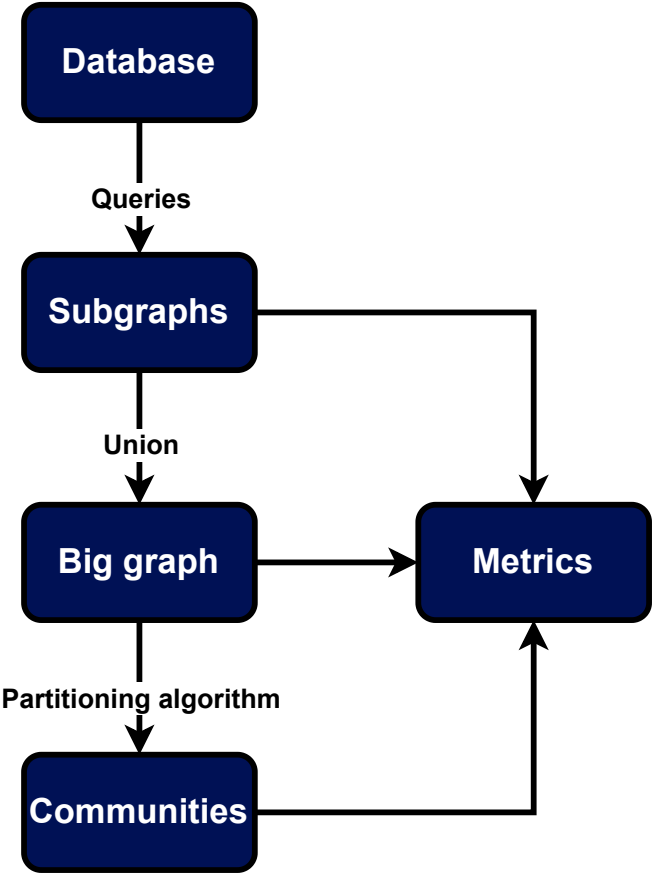 Database
Queries
Subgraphs
Union
Big graph
Metrics
Partitioning algorithm
Communities